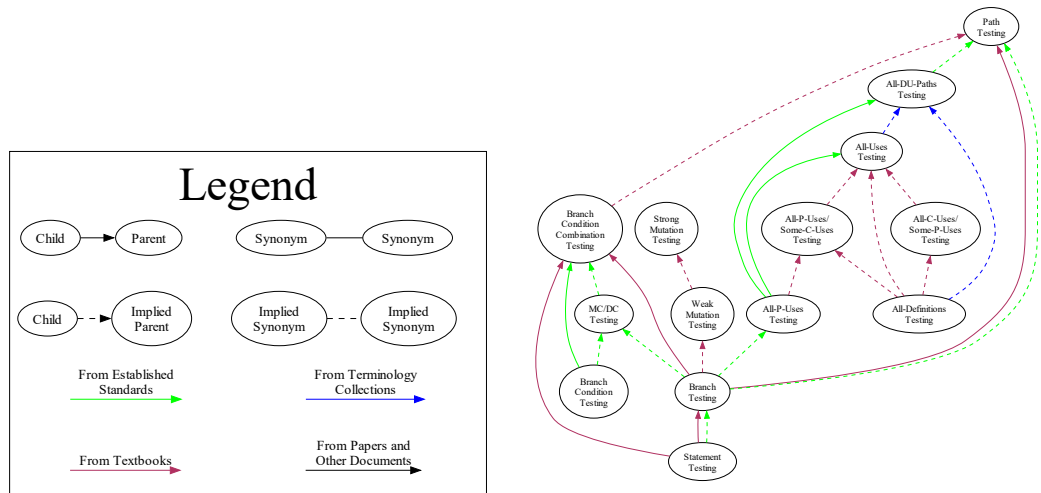 Legend
Child
Parent
Synonym
Synonym
Child
Implied
Parent
Implied
Synonym
Implied
Synonym
From Established
Standards
From Terminology
Collections
From Textbooks
From Papers and
Other Documents
Path
Testing
All-DU-Paths
Testing
All-Uses
Testing
Branch
Condition
Combination
Testing
Strong
Mutation
Testing
All-P-Uses/
Some-C-Uses
Testing
All-C-Uses/
Some-P-Uses
Testing
MC/DC
Testing
Weak
Mutation
Testing
All-P-Uses
Testing
All-Definitions
Testing
Branch
Condition
Testing
Branch
Testing
Statement
Testing